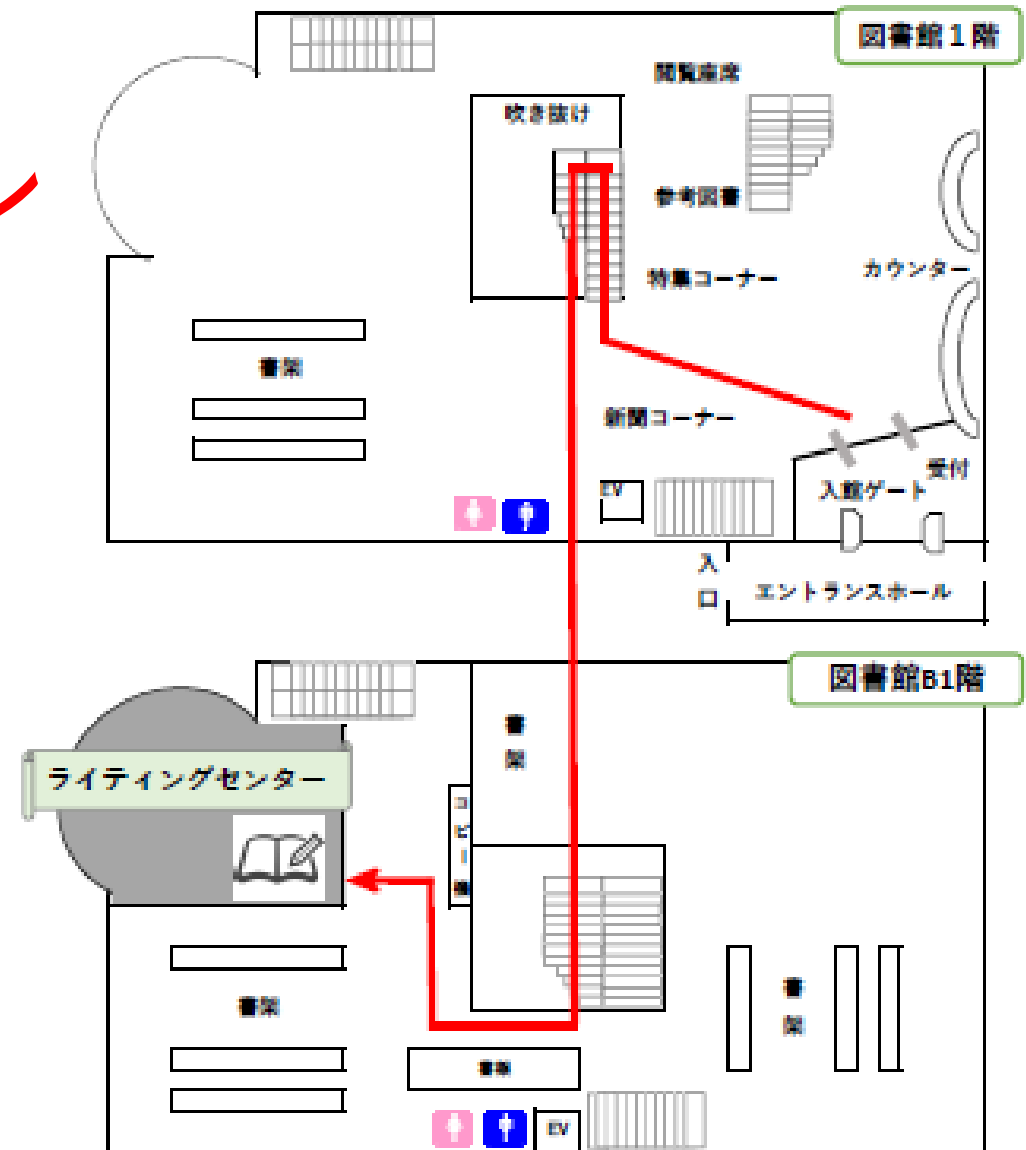 図書館１階
閲覧座席
吹き抜け
参考図書
特集コーナー
カウンター
書架
新聞コーナー
受付
EV
入館ゲート
入口
エントランスホール
図書館B1階
書架
ライティングセンター
コピー機
書架
書架
書架
EV